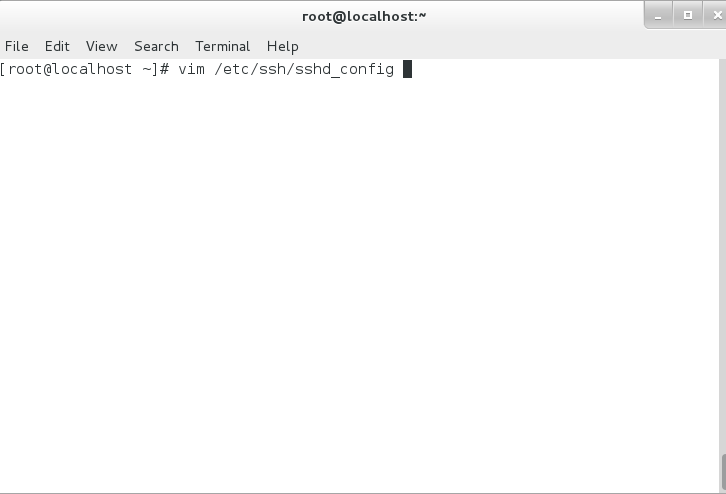 root@localhost:~
File Edit View Search Terminal Help
[root@localhost ~]# vim /etc/ssh/sshd_config